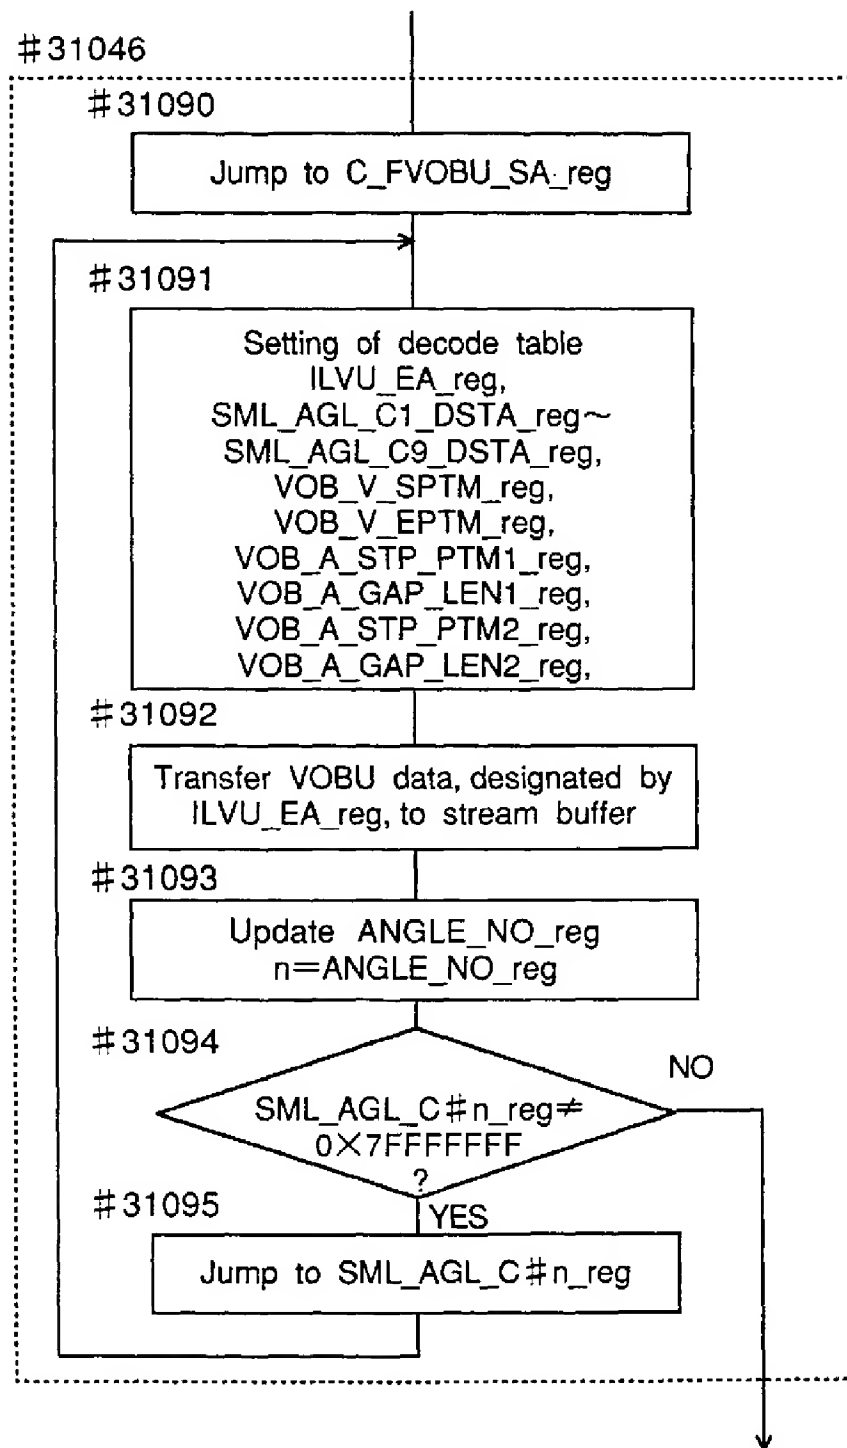 #31046
#31090
Jump to C_FVOBU_SA_reg
#31091
Setting of decode table
ILVU_EA_reg,
SML_AGL_C1_DSTA_reg~
SML_AGL_C9_DSTA_reg,
VOB_V_SPTM_reg,
VOB_V_EPTM_reg,
VOB_A_STP_PTM1_reg,
VOB_A_GAP_LEN1_reg,
VOB_A_STP_PTM2_reg,
VOB_A_GAP_LEN2_reg,
#31092
Transfer VOBU data, designated by
ILVU_EA_reg, to stream buffer
#31093
Update ANGLE_NO_reg
n=ANGLE_NO_reg
#31094
NO
SML_AGL_C#n_reg≠
0X7FFFFFFF
?
#31095
YES
Jump to SML_AGL_C#n_reg